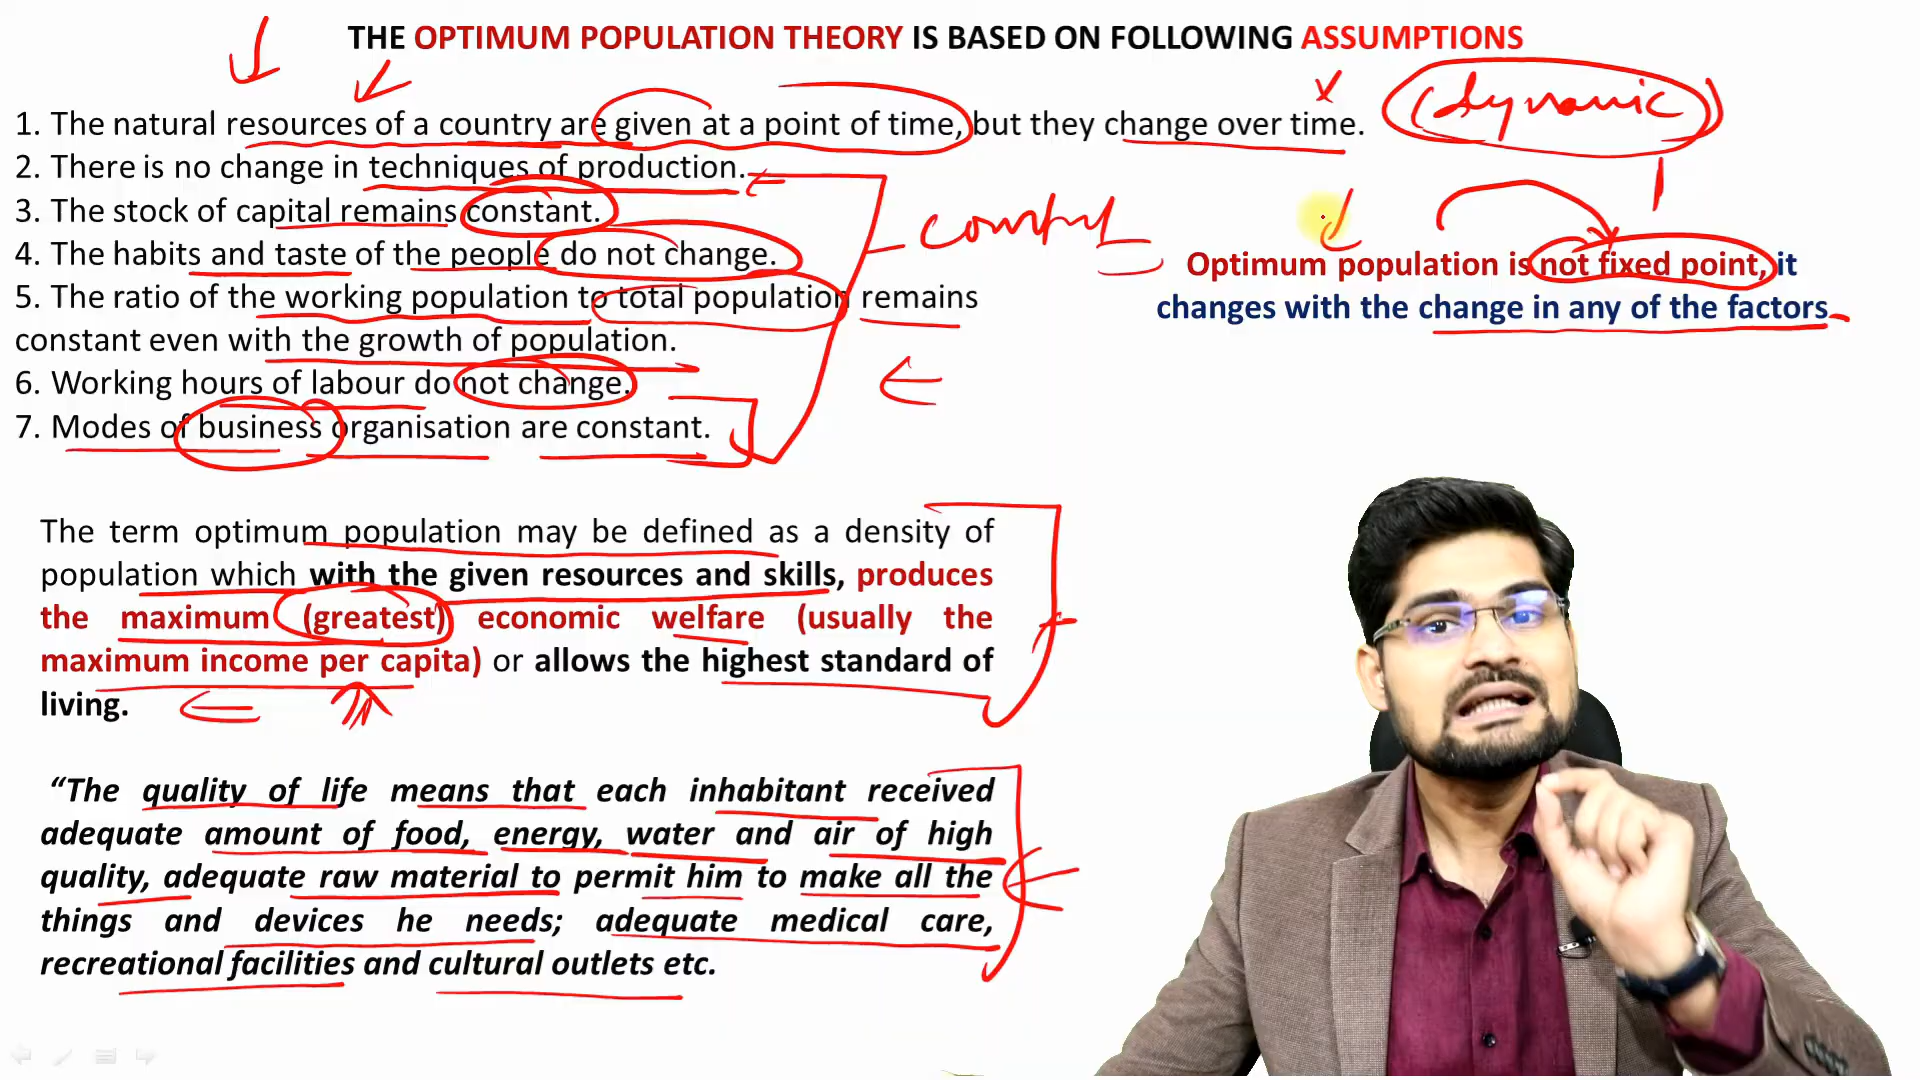 THE OPTIMUM POPULATION THEORY IS BASED ON FOLLOWING ASSUMPTIONS
1. The natural resources of a country are given at a point of time, but they change over time.
(dynamic)
2. There is no change in techniques of production.
3. The stock of capital remains constant.
4. The habits and taste of the people do not change.
5. The ratio of the working population to total population remains
constant even with the growth of population.
6. Working hours of labour do not change.
7. Modes of business organisation are constant.
Optimum population is not fixed point, it
changes with the change in any of the factors.
The term optimum population may be defined as a density of
population which with the given resources and skills, produces
the maximum (greatest) economic welfare (usually the
maximum income per capita) or allows the highest standard of
living.
“The quality of life means that each inhabitant received
adequate amount of food, energy, water and air of high
quality, adequate raw material to permit him to make all the
things and devices he needs; adequate medical care,
recreational facilities and cultural outlets etc.